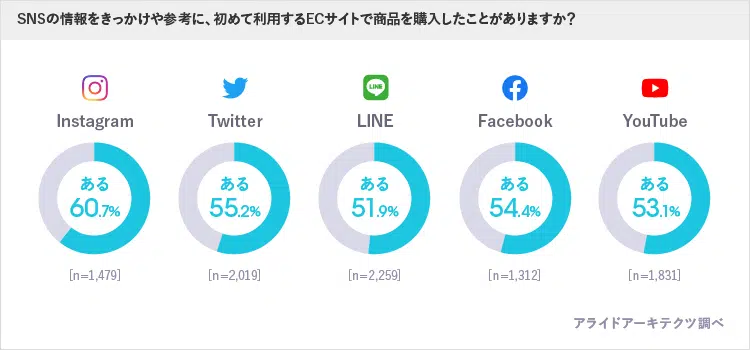 SNSの情報をきっかけや参考に、初めて利用するECサイトで商品を購入したことがありますか？
Instagram
Twitter
LINE
Facebook
YouTube
ある
60.7%
ある
55.2%
ある
51.9%
ある
54.4%
ある
53.1%
[n=1,479]
[n=2,019]
[n=2,259]
[n=1,312]
[n=1,831]
アライドアーキテクツ調べ